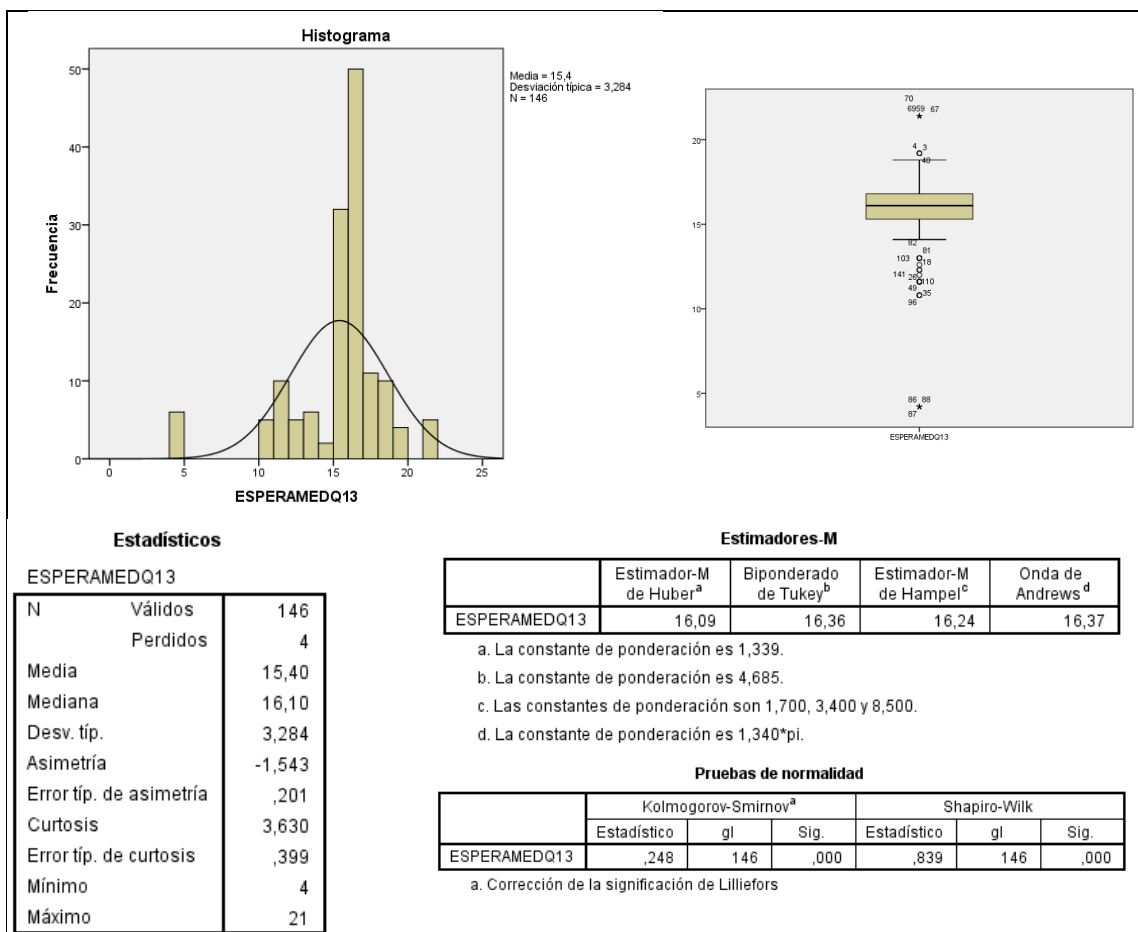 Histograma
Media = 15,4
Desviación típica = 3,284
N = 146
50
40
30
20
10
0
Frecuencia
0 5 10 15 20 25
ESPERAMEDQ13
70
6959 67
4 3
48
82
81
103 18
141
26 110
49 35
96
86 88
87
20
15
10
5
ESPERAMEDQ13
Estadísticos
ESPERAMEDQ13
N Válidos 146
Perdidos 4
Media 15,40
Mediana 16,10
Desv. típ. 3,284
Asimetría -1,543
Error típ. de asimetría ,201
Curtosis 3,630
Error típ. de curtosis ,399
Mínimo 4
Máximo 21
Estimadores-M
Estimador-M de Huber a Biponderado de Tukey b Estimador-M de Hampel c Onda de Andrews d
ESPERAMEDQ13 16,09 16,36 16,24 16,37
a. La constante de ponderación es 1,339.
b. La constante de ponderación es 4,685.
c. Las constantes de ponderación son 1,700, 3,400 y 8,500.
d. La constante de ponderación es 1,340*pi.
Pruebas de normalidad
Kolmogorov-Smirnov a Shapiro-Wilk
Estadístico gl Sig. Estadístico gl Sig.
ESPERAMEDQ13 ,248 146 ,000 ,839 146 ,000
a. Corrección de la significación de Lilliefors